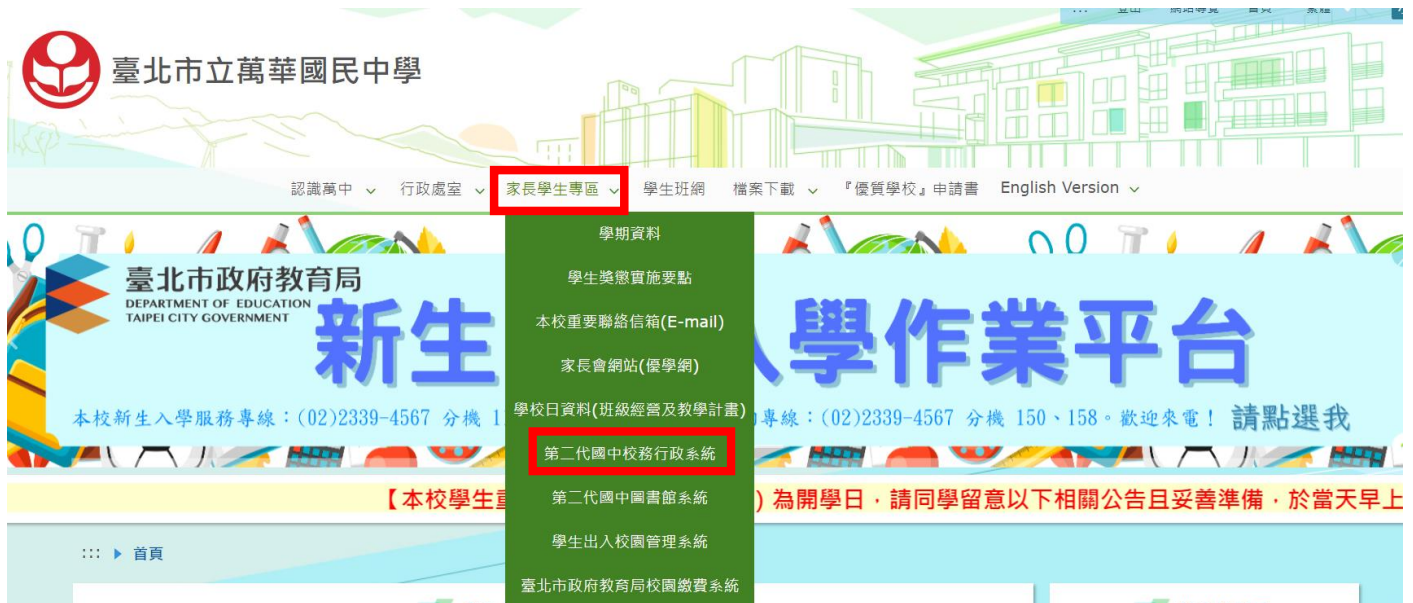 登出 網站導覽 首頁 繁體
臺北市立萬華國民中學
認識萬中 行政處室 家長學生專區 學生班網 檔案下載 『優質學校』申請書 English Version
學期資料
學生獎懲實施要點
本校重要聯絡信箱(E-mail)
家長會網站(優學網)
學校日資料(班級經營及教學計畫)
第二代國中校務行政系統
第二代國中圖書館系統
學生出入校園管理系統
臺北市政府教育局校園繳費系統
臺北市政府教育局
DEPARTMENT OF EDUCATION
TAIPEI CITY GOVERNMENT
新生 入學作業平台
本校新生入學服務專線：(02)2339-4567 分機 1 專線：(02)2339-4567 分機 150、158。歡迎來電！ 請點選我
【本校學生 ) 為開學日，請同學留意以下相關公告且妥善準備，於當天早上
::: 首頁